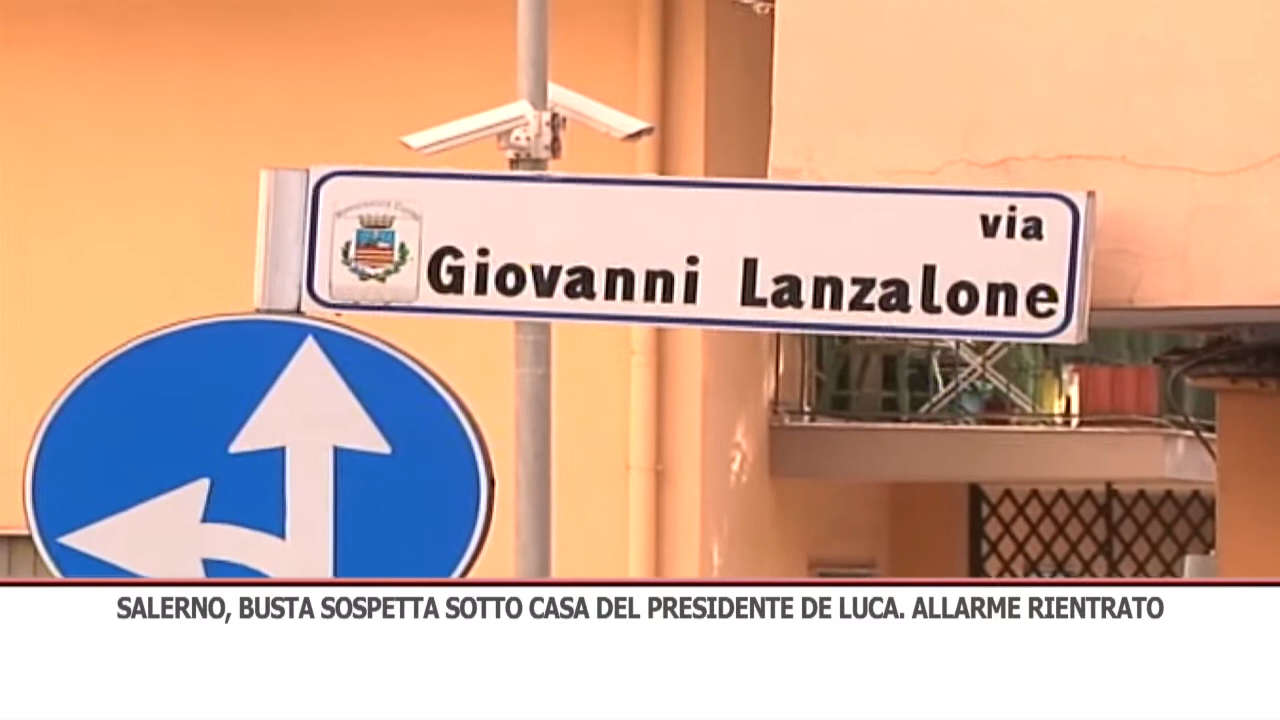 via
Giovanni Lanzalone
SALERNO, BUSTA SOSPETTA SOTTO CASA DEL PRESIDENTE DE LUCA. ALLARME RIENTRATO